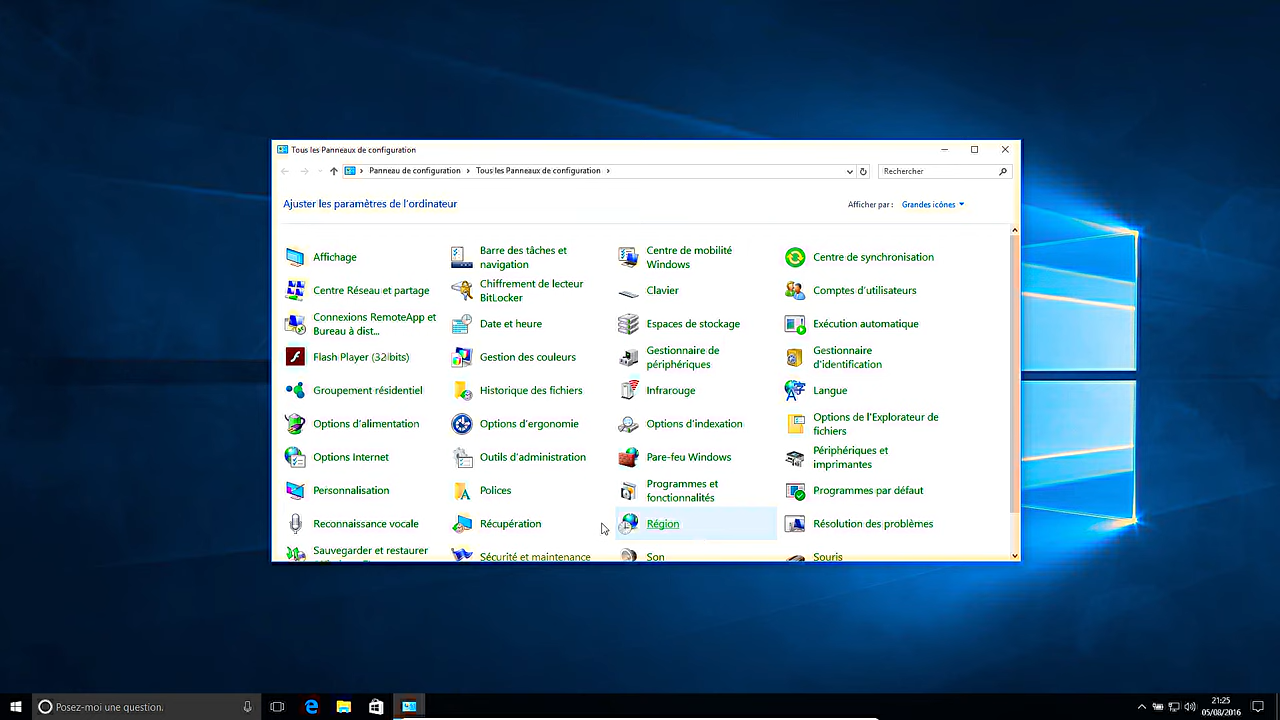 Tous les Panneaux de configuration
Panneau de configuration
Tous les Panneaux de configuration
Rechercher
Ajuster les paramètres de l'ordinateur
Afficher par :
Grandes icônes
Affichage
Barre des tâches et
navigation
Centre de mobilité
Windows
Centre de synchronisation
Centre Réseau et partage
Chiffrement de lecteur
BitLocker
Clavier
Comptes d'utilisateurs
Connexions RemoteApp et
Bureau à dist...
Date et heure
Espaces de stockage
Exécution automatique
Flash Player (32 bits)
Gestion des couleurs
Gestionnaire de
périphériques
Gestionnaire
d'identification
Groupement résidentiel
Historique des fichiers
Infrarouge
Langue
Options d'alimentation
Options d'ergonomie
Options d'indexation
Options de l'Explorateur de
fichiers
Options Internet
Outils d'administration
Pare-feu Windows
Périphériques et
imprimantes
Personnalisation
Polices
Programmes et
fonctionnalités
Programmes par défaut
Reconnaissance vocale
Récupération
Région
Résolution des problèmes
Sauvegarder et restaurer
Sécurité et maintenance
Son
Souris
Posez-moi une question.
21:25
05/08/2016